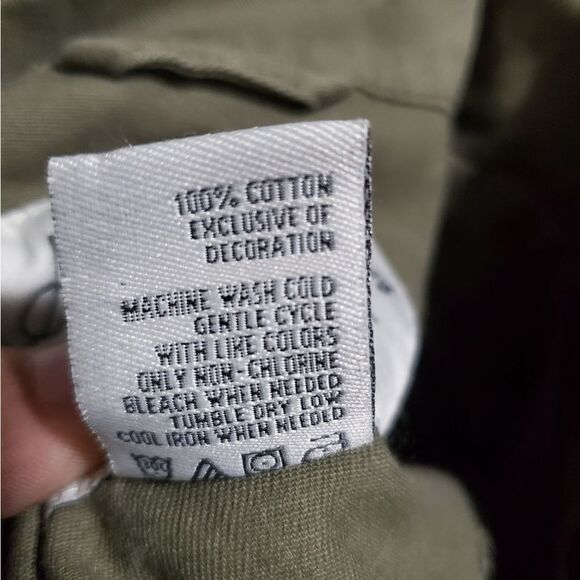 100% COTTON
EXCLUSIVE OF
DECORATION
MACHINE WASH COLD
GENTLE CYCLE
WITH LIKE COLORS
ONLY NON-CHLORINE
BLEACH WHEN NEEDED
TUMBLE DRY LOW
COOL IRON WHEN NEEDED